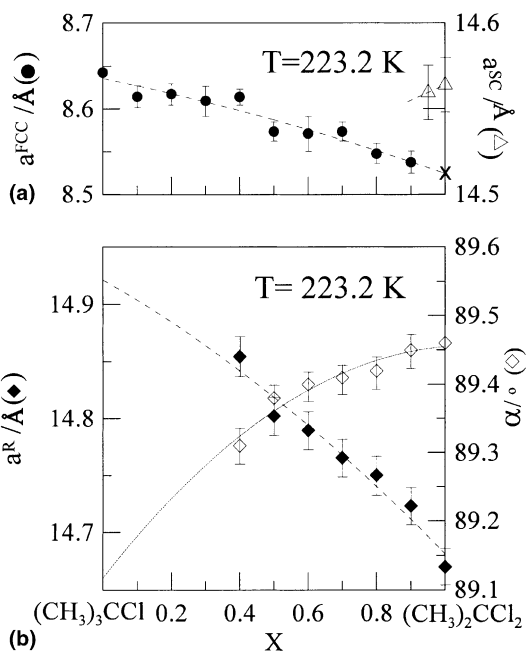 8.7
14.6
T=223.2 K
a^FCC /Å(●)
8.6
a^SC /Å (△)
8.5
14.5
(a)
X
89.6
14.9
T= 223.2 K
89.5
89.4
a^R /Å(◆)
14.8
α/° (◇)
89.3
14.7
89.2
89.1
(CH₃)₃CCl 0.2 0.4 0.6 0.8 (CH₃)₂CCl₂
(b)
X